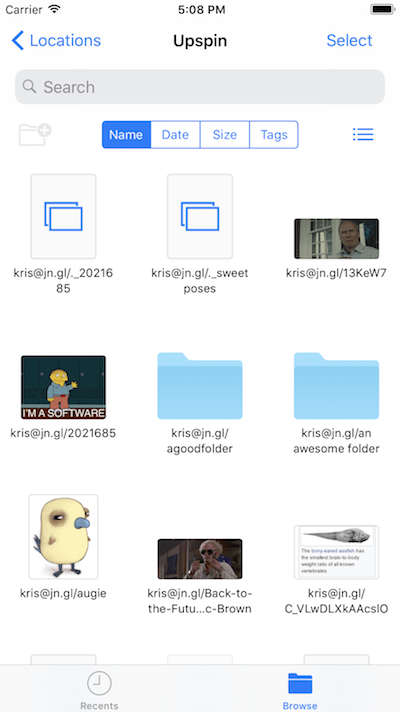 Carrier 5:08 PM
Locations Upspin Select
Search
Name Date Size Tags
kris@jn.gl/._2021685
kris@jn.gl/._sweetposes
kris@jn.gl/13KeW7
I'M A SOFTWARE
kris@jn.gl/2021685
kris@jn.gl/
agoodfolder
kris@jn.gl/an
awesome folder
kris@jn.gl/augie
kris@jn.gl/Back-to-
the-Futu...c-Brown
The bony-eared assfish has
the smallest brain-to-body
weight ratio of all known
vertebrates
kris@jn.gl/
C_VLwDLXkAAcsIO
Recents Browse